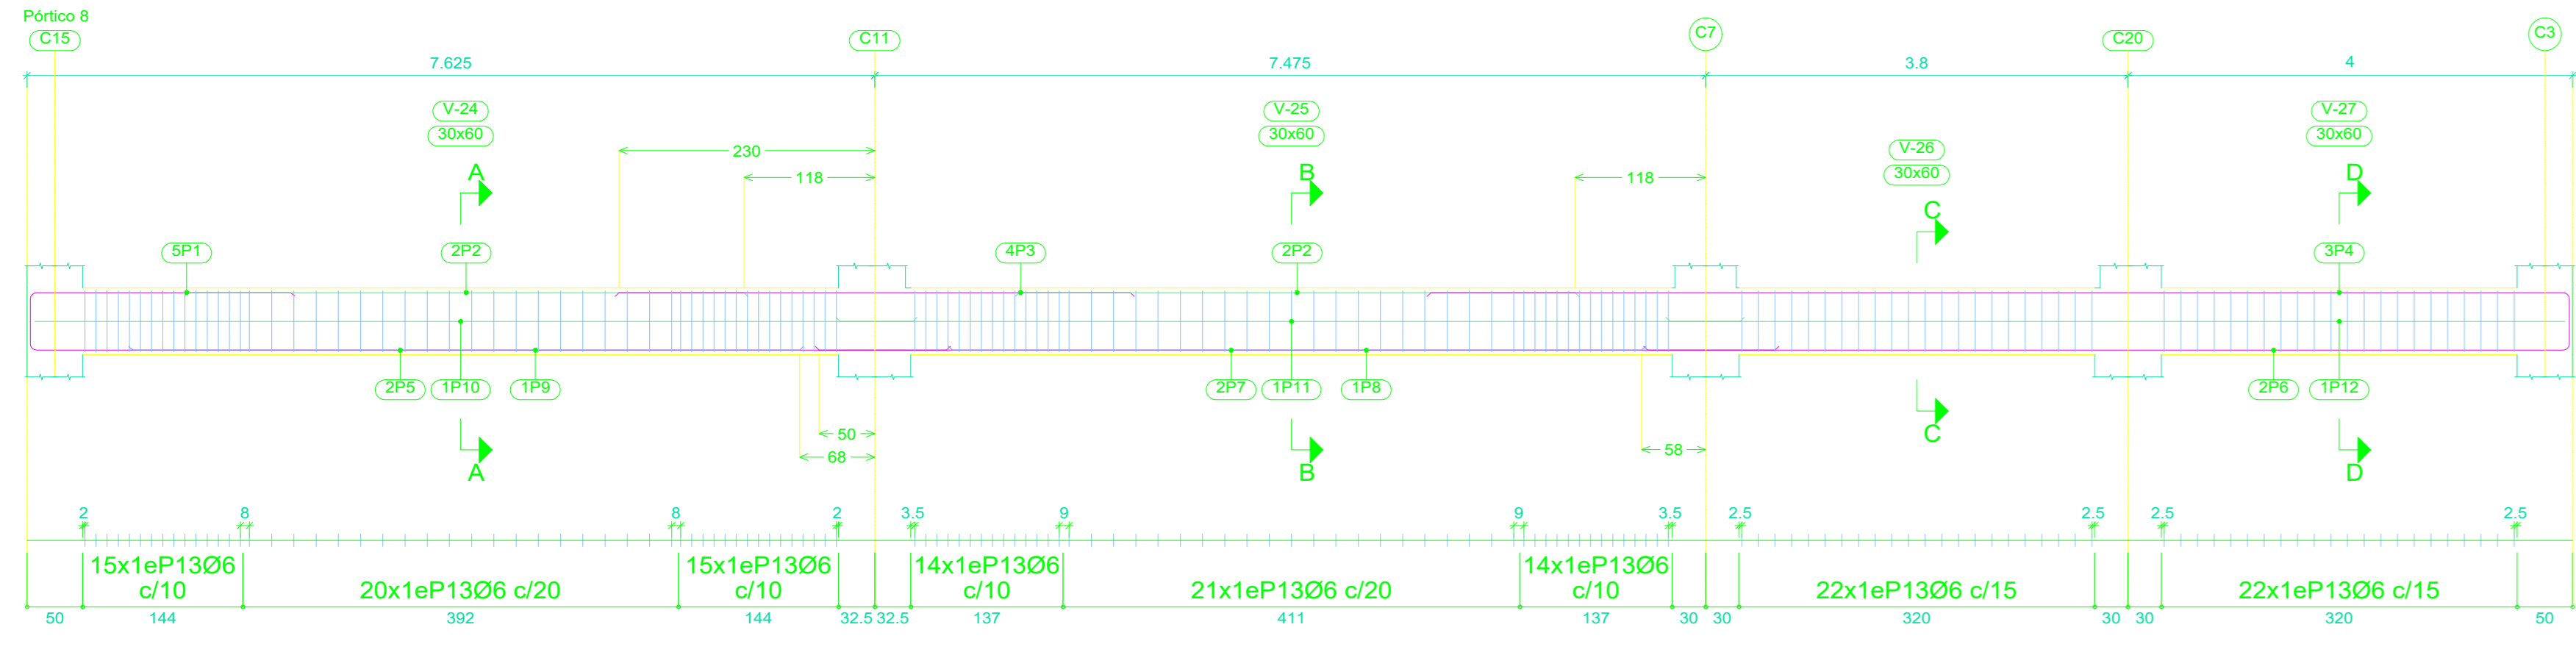 Pórtico 8
C15 C11 C7 C20 C3
7.625 7.475 3.8 4
V-24 V-25 V-27
30x60 30x60 30x60
V-26
30x60
230
118 118
A B D
C
5P1 2P2 4P3 2P2 3P4
2P5 1P10 1P9 2P7 1P11 1P8 2P6 1P12
50
68 58
C
A B D
2 8 8 2 3.5 9 9 3.5 2.5 2.5 2.5 2.5
15x1eP13Ø6 15x1eP13Ø6 14x1eP13Ø6 14x1eP13Ø6
c/10 20x1eP13Ø6 c/20 c/10 c/10 21x1eP13Ø6 c/20 c/10 22x1eP13Ø6 c/15 22x1eP13Ø6 c/15
50 144 392 144 32.5 32.5 137 411 137 30 30 320 30 30 320 50